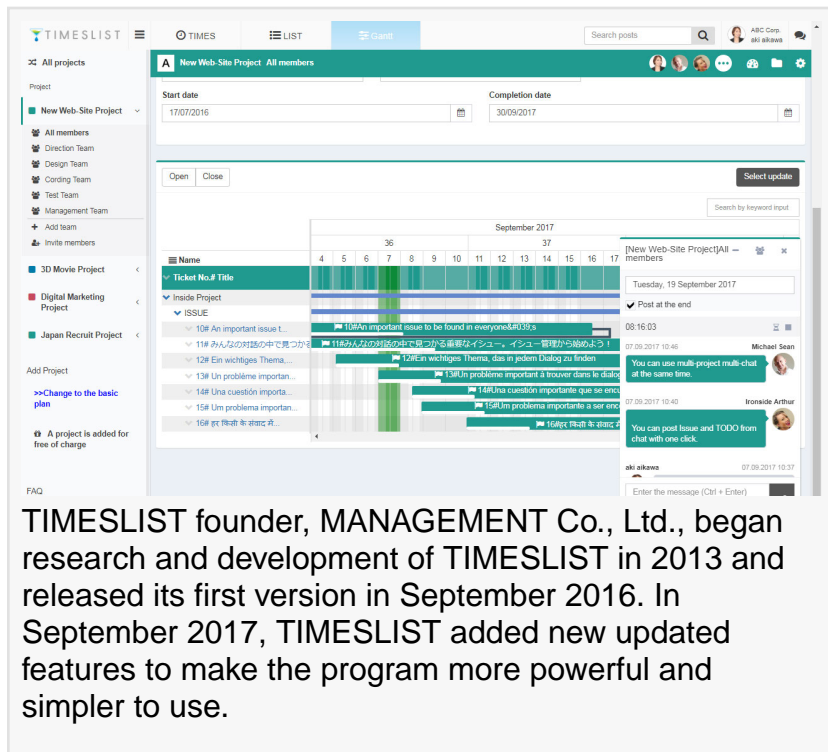 TIMESLIST
TIMES
LIST
Gantt
Search posts
ABC Corp.
aki aikawa
All projects
A New Web-Site Project All members
Project
New Web-Site Project
All members
Direction Team
Design Team
Cording Team
Test Team
Management Team
Add team
Invite members
3D Movie Project
Digital Marketing
Project
Japan Recruit Project
Add Project
>>Change to the basic
plan
A project is added for
free of charge
FAQ
Start date
Completion date
17/07/2016
30/09/2017
Open Close
Select update
Search by keyword input
September 2017
36 37
Name
4 5 6 7 8 9 10 11 12 13 14 15 16 17
Ticket No.# Title
Inside Project
ISSUE
10# An important issue t...
10#An important issue to be found in everyone&#039;s
11# みんなの対話の中で見つかる
11#みんなの対話の中で見つかる重要なイシュー。イシュー管理から始めよう！
12# Ein wichtiges Thema,...
12#Ein wichtiges Thema, das in jedem Dialog zu finden
13# Un problème importan...
13#Un problème important à trouver dans le dialog
14# Una cuestión importa...
14#Una cuestión importante que se encu
15# Um problema importan...
15#Um problema importante a ser enc
16# हर किसी के संवाद में...
16#हर किसी के संवाद में
[New Web-Site Project]All
members
Tuesday, 19 September 2017
Post at the end
08:16:03
07.09.2017 10:46 Michael Sean
You can use multi-project multi-chat
at the same time.
07.09.2017 10:40 Ironside Arthur
You can post Issue and TODO from
chat with one click.
aki aikawa 07.09.2017 10:37
Enter the message (Ctrl + Enter)
TIMESLIST founder, MANAGEMENT Co., Ltd., began
research and development of TIMESLIST in 2013 and
released its first version in September 2016. In
September 2017, TIMESLIST added new updated
features to make the program more powerful and
simpler to use.